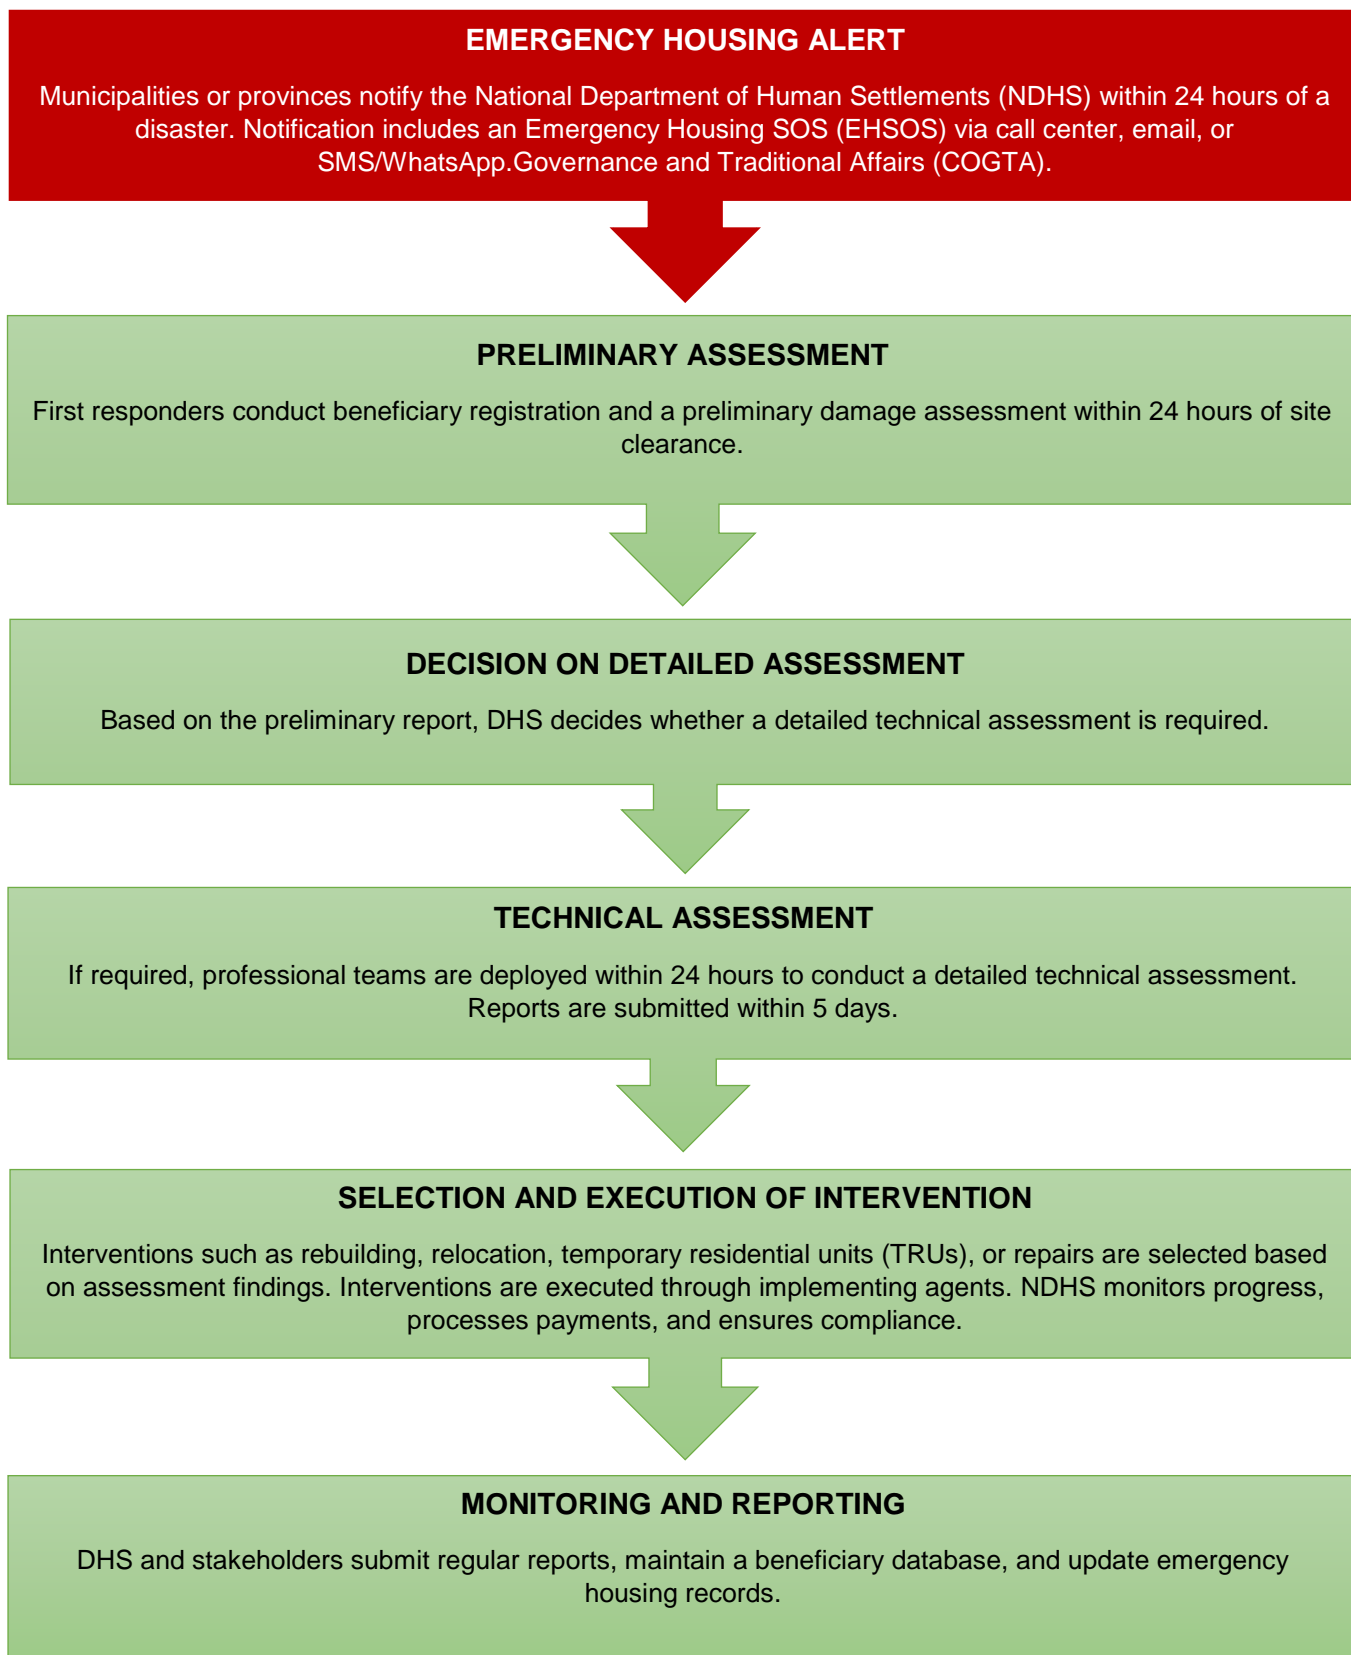 EMERGENCY HOUSING ALERT
Municipalities or provinces notify the National Department of Human Settlements (NDHS) within 24 hours of a
disaster. Notification includes an Emergency Housing SOS (EHSOS) via call center, email, or
SMS/WhatsApp.Governance and Traditional Affairs (COGTA).
PRELIMINARY ASSESSMENT
First responders conduct beneficiary registration and a preliminary damage assessment within 24 hours of site
clearance.
DECISION ON DETAILED ASSESSMENT
Based on the preliminary report, DHS decides whether a detailed technical assessment is required.
TECHNICAL ASSESSMENT
If required, professional teams are deployed within 24 hours to conduct a detailed technical assessment.
Reports are submitted within 5 days.
SELECTION AND EXECUTION OF INTERVENTION
Interventions such as rebuilding, relocation, temporary residential units (TRUs), or repairs are selected based
on assessment findings. Interventions are executed through implementing agents. NDHS monitors progress,
processes payments, and ensures compliance.
MONITORING AND REPORTING
DHS and stakeholders submit regular reports, maintain a beneficiary database, and update emergency
housing records.